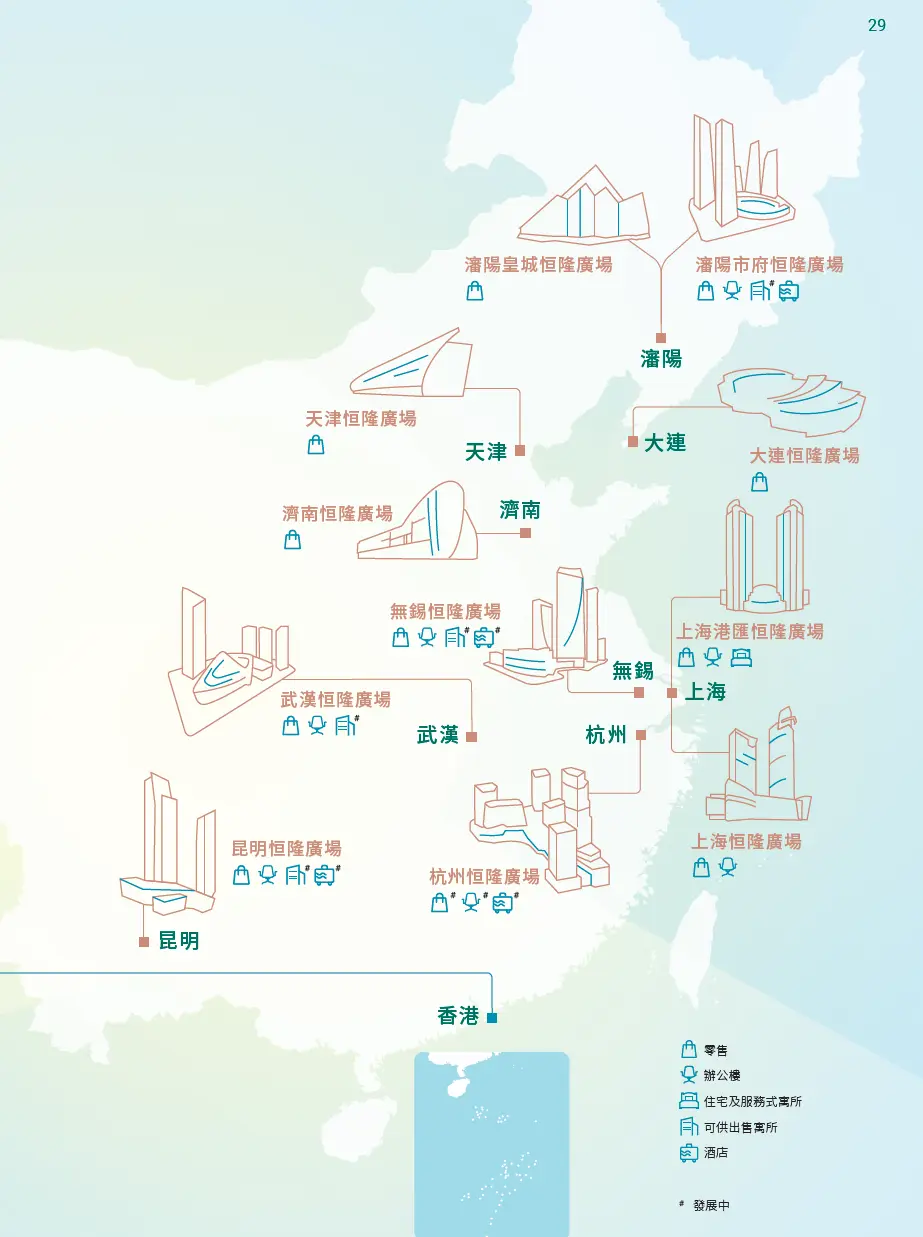 29
瀋陽皇城恒隆廣場
瀋陽市府恒隆廣場
#
瀋陽
天津恒隆廣場
天津
大連
大連恒隆廣場
濟南恒隆廣場
濟南
無錫恒隆廣場
# #
無錫
上海港匯恒隆廣場
上海
武漢恒隆廣場
#
武漢
杭州
上海恒隆廣場
昆明恒隆廣場
# #
杭州恒隆廣場
# # #
昆明
香港
零售
辦公樓
住宅及服務式寓所
可供出售寓所
酒店
# 發展中